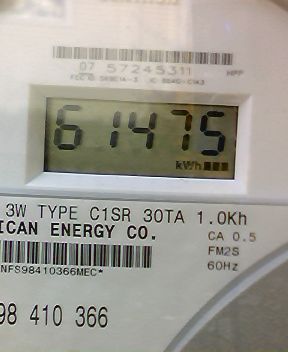 07 57245311 HPP
61475
kWh
3W TYPE C1SR 30TA 1.0Kh
ICAN ENERGY CO.
CA 0.5
FM2S
60Hz
NFS98410366MEC*
98 410 366